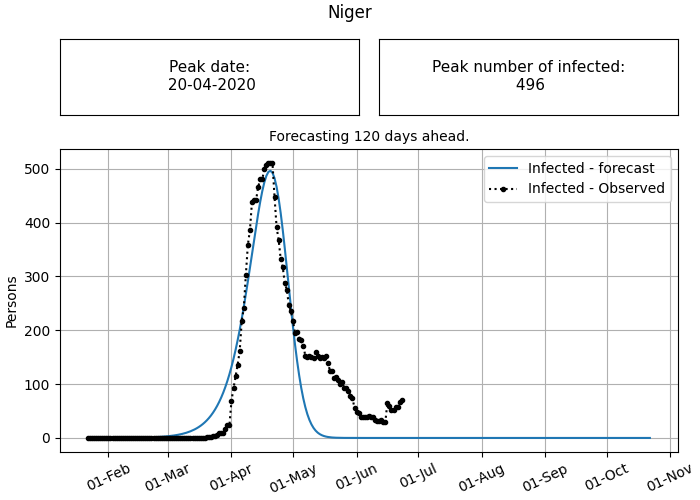 Niger
Peak date:
20-04-2020
Peak number of infected:
496
Forecasting 120 days ahead.
Infected - forecast
Infected - Observed
500
400
300
200
100
0
Persons
01-Feb
01-Mar
01-Apr
01-May
01-Jun
01-Jul
01-Aug
01-Sep
01-Oct
01-Nov